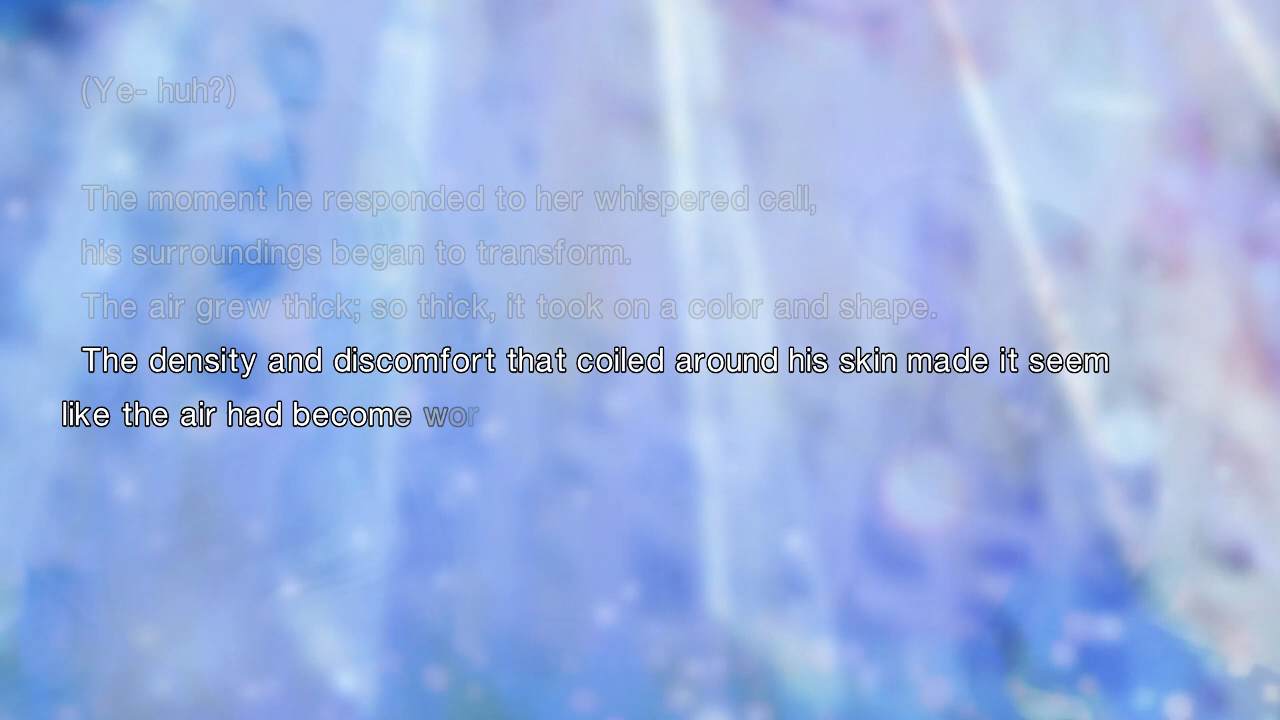 (Ye- huh?)
The moment he responded to her whispered call,
his surroundings began to transform.
The air grew thick; so thick, it took on a color and shape.
The density and discomfort that coiled around his skin made it seem
like the air had become wor